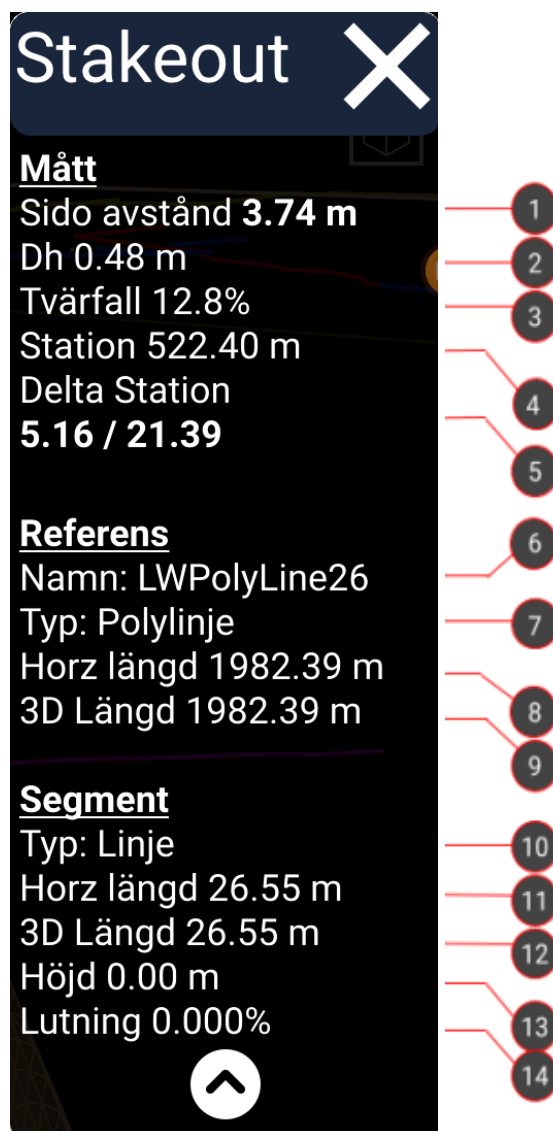 Stakeout
Mått
Sido avstånd 3.74 m
1
Dh 0.48 m
2
Tvärfall 12.8%
3
Station 522.40 m
4
Delta Station
5.16 / 21.39
5
Referens
6
Namn: LWPolyLine26
Typ: Polylinje
7
Horz längd 1982.39 m
8
3D Längd 1982.39 m
9
Segment
Typ: Linje
10
Horz längd 26.55 m
11
3D Längd 26.55 m
12
Höjd 0.00 m
13
Lutning 0.000%
14